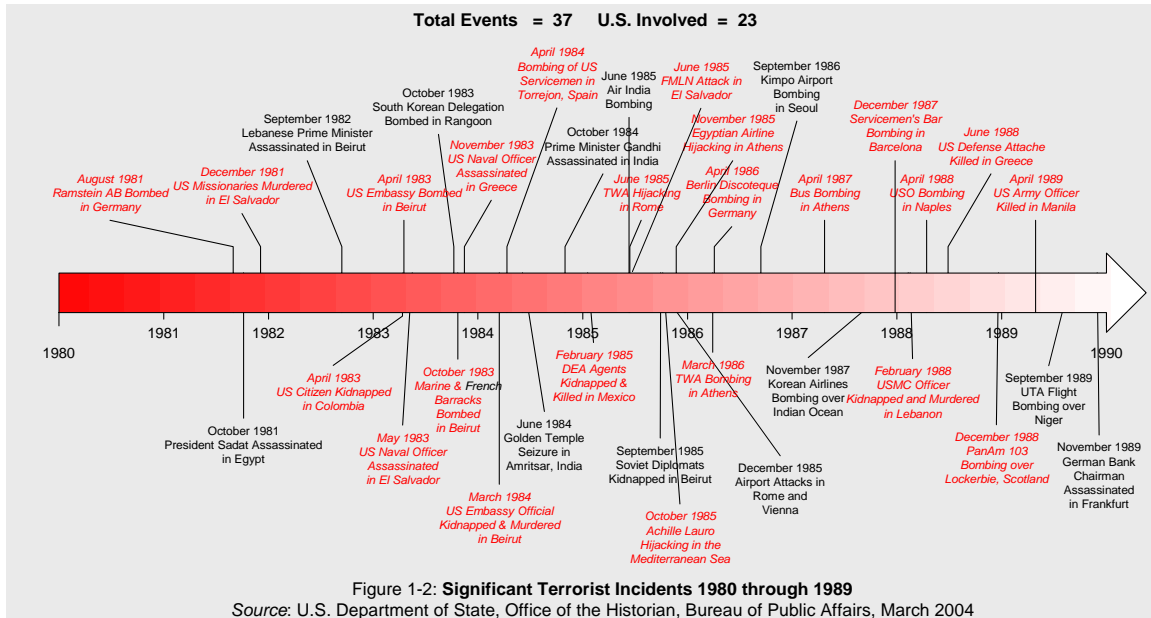 Total Events = 37 U.S. Involved = 23
August 1981
Ramstein AB Bombed
in Germany
December 1981
US Missionaries Murdered
in El Salvador
September 1982
Lebanese Prime Minister
Assassinated in Beirut
April 1983
US Embassy Bombed
in Beirut
October 1983
South Korean Delegation
Bombed in Rangoon
November 1983
US Naval Officer
Assassinated
in Greece
April 1984
Bombing of US
Servicemen in
Torrejon, Spain
October 1984
Prime Minister Gandhi
Assassinated in India
June 1985
Air India
Bombing
June 1985
TWA Hijacking
in Rome
June 1985
FMLN Attack in
El Salvador
November 1985
Egyptian Airline
Hijacking in Athens
April 1986
Berlin Discoteque
Bombing in
Germany
September 1986
Kimpo Airport
Bombing
in Seoul
April 1987
Bus Bombing
in Athens
December 1987
Servicemen's Bar
Bombing in
Barcelona
April 1988
USO Bombing
in Naples
June 1988
US Defense Attache
Killed in Greece
April 1989
US Army Officer
Killed in Manila
1980
1981
1982
1983
1984
1985
1986
1987
1988
1989
1990
October 1981
President Sadat Assassinated
in Egypt
April 1983
US Citizen Kidnapped
in Colombia
May 1983
US Naval Officer
Assassinated
in El Salvador
October 1983
Marine & French
Barracks
Bombed
in Beirut
March 1984
US Embassy Official
Kidnapped & Murdered
in Beirut
June 1984
Golden Temple
Seizure in
Amritsar, India
February 1985
DEA Agents
Kidnapped &
Killed in Mexico
September 1985
Soviet Diplomats
Kidnapped in Beirut
October 1985
Achille Lauro
Hijacking in the
Mediterranean Sea
March 1986
TWA Bombing
in Athens
December 1985
Airport Attacks in
Rome and
Vienna
November 1987
Korean Airlines
Bombing over
Indian Ocean
February 1988
USMC Officer
Kidnapped and Murdered
in Lebanon
December 1988
PanAm 103
Bombing over
Lockerbie, Scotland
September 1989
UTA Flight
Bombing over
Niger
November 1989
German Bank
Chairman
Assassinated
in Frankfurt
Figure 1-2: Significant Terrorist Incidents 1980 through 1989
Source: U.S. Department of State, Office of the Historian, Bureau of Public Affairs, March 2004